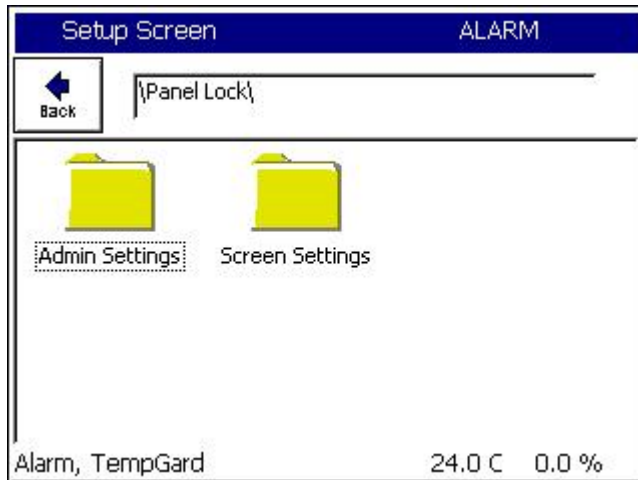 Setup Screen ALARM
Back
\Panel Lock\
Admin Settings Screen Settings
Alarm, TempGard 24.0 C 0.0 %